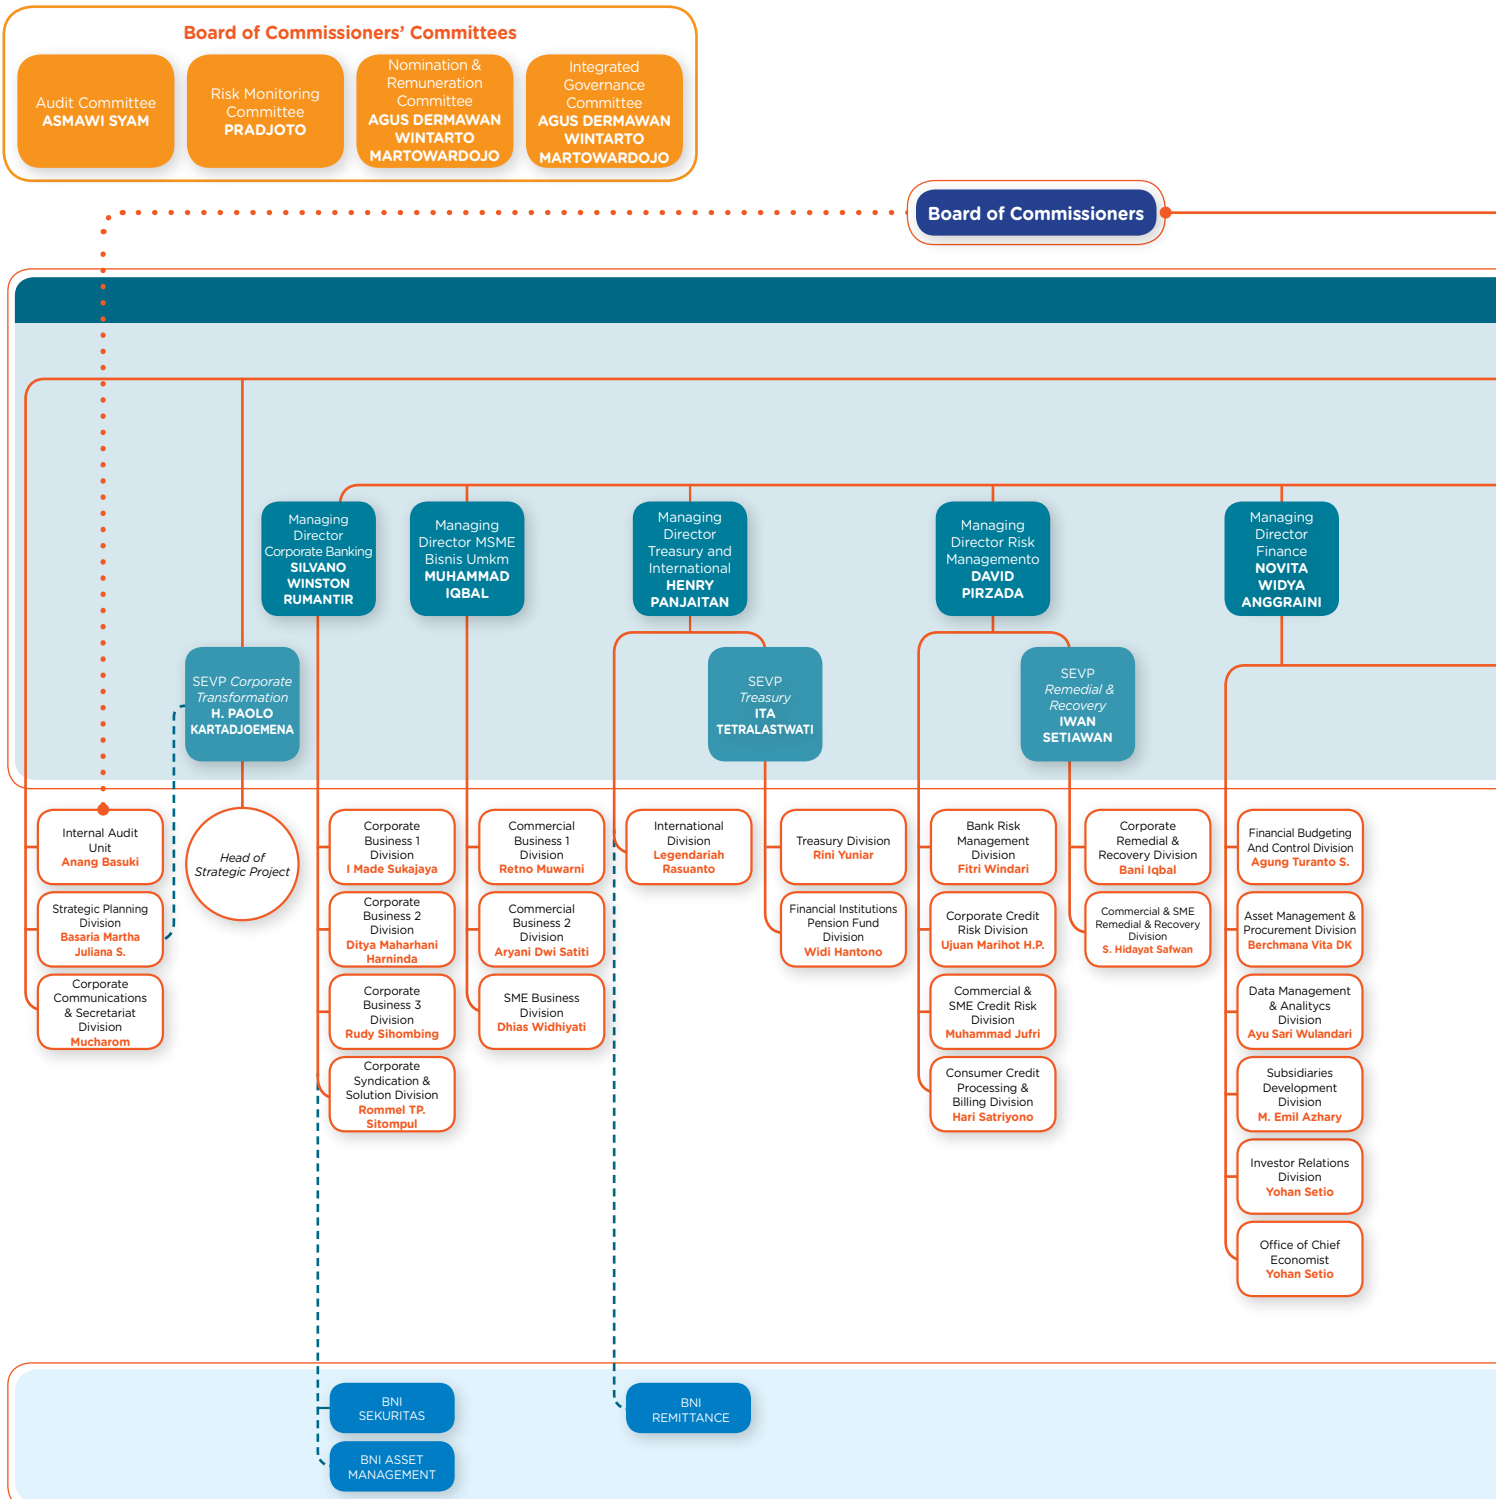 Board of Commissioners’ Committees
Audit Committee
ASMAWI SYAM
Risk Monitoring
Committee
PRADJOTO
Nomination &
Remuneration
Committee
AGUS DERMAWAN
WINTARTO
MARTOWARDOJO
Integrated
Governance
Committee
AGUS DERMAWAN
WINTARTO
MARTOWARDOJO
Board of Commissioners
Managing
Director
Corporate Banking
SILVANO
WINSTON
RUMANTIR
Managing
Director MSME
Bisnis Umkm
MUHAMMAD
IQBAL
Managing
Director
Treasury and
International
HENRY
PANJAITAN
Managing
Director Risk
Managemento
DAVID
PIRZADA
Managing
Director
Finance
NOVITA
WIDYA
ANGGRAINI
SEVP Corporate
Transformation
H. PAOLO
KARTADJOEMENA
SEVP
Treasury
ITA
TETRALASTWATI
SEVP
Remedial &
Recovery
IWAN
SETIAWAN
Internal Audit
Unit
Anang Basuki
Strategic Planning
Division
Basaria Martha
Juliana S.
Corporate
Communications
& Secretariat
Division
Mucharom
Head of
Strategic Project
Corporate
Business 1
Division
I Made Sukajaya
Corporate
Business 2
Division
Ditya Maharhani
Harninda
Corporate
Business 3
Division
Rudy Sihombing
Corporate
Syndication &
Solution Division
Rommel TP.
Sitompul
Commercial
Business 1
Division
Retno Muwarni
Commercial
Business 2
Division
Aryani Dwi Satiti
SME Business
Division
Dhias Widhiyati
International
Division
Legendariah
Rasuanto
Treasury Division
Rini Yuniar
Financial Institutions
Pension Fund
Division
Widi Hantono
Bank Risk
Management
Division
Fitri Windari
Corporate Credit
Risk Division
Ujuan Marihot H.P.
Commercial &
SME Credit Risk
Division
Muhammad Jufri
Consumer Credit
Processing &
Billing Division
Hari Satriyono
Corporate
Remedial &
Recovery Division
Bani Iqbal
Commercial & SME
Remedial & Recovery
Division
S. Hidayat Safwan
Financial Budgeting
And Control Division
Agung Turanto S.
Asset Management &
Procurement Division
Berchmana Vita DK
Data Management
& Analitycs
Division
Ayu Sari Wulandari
Subsidiaries
Development
Division
M. Emil Azhary
Investor Relations
Division
Yohan Setio
Office of Chief
Economist
Yohan Setio
BNI
SEKURITAS
BNI ASSET
MANAGEMENT
BNI
REMITTANCE